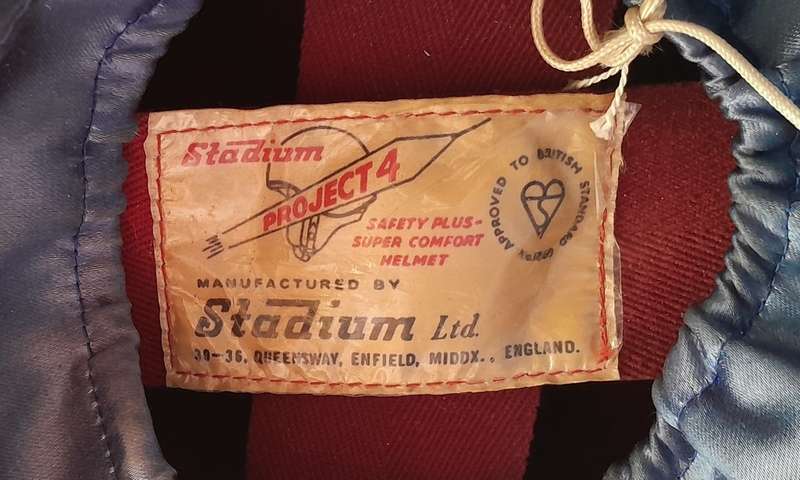 Stadium
PROJECT 4
SAFETY PLUS-
SUPER COMFORT
HELMET
APPROVED TO BRITISH STANDARD
MANUFACTURED BY
Stadium Ltd.
30-36, QUEENSWAY, ENFIELD, MIDDX., ENGLAND.